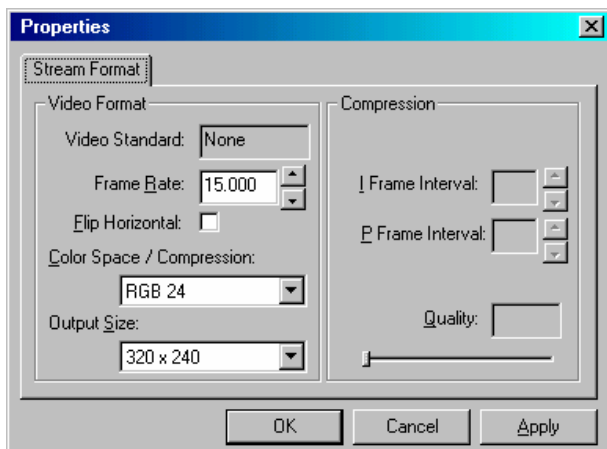 Properties
Stream Format
Video Format
Video Standard: None
Frame Rate: 15.000
Flip Horizontal:
Color Space / Compression:
RGB 24
Output Size:
320 x 240
Compression
I Frame Interval:
P Frame Interval:
Quality:
OK Cancel Apply